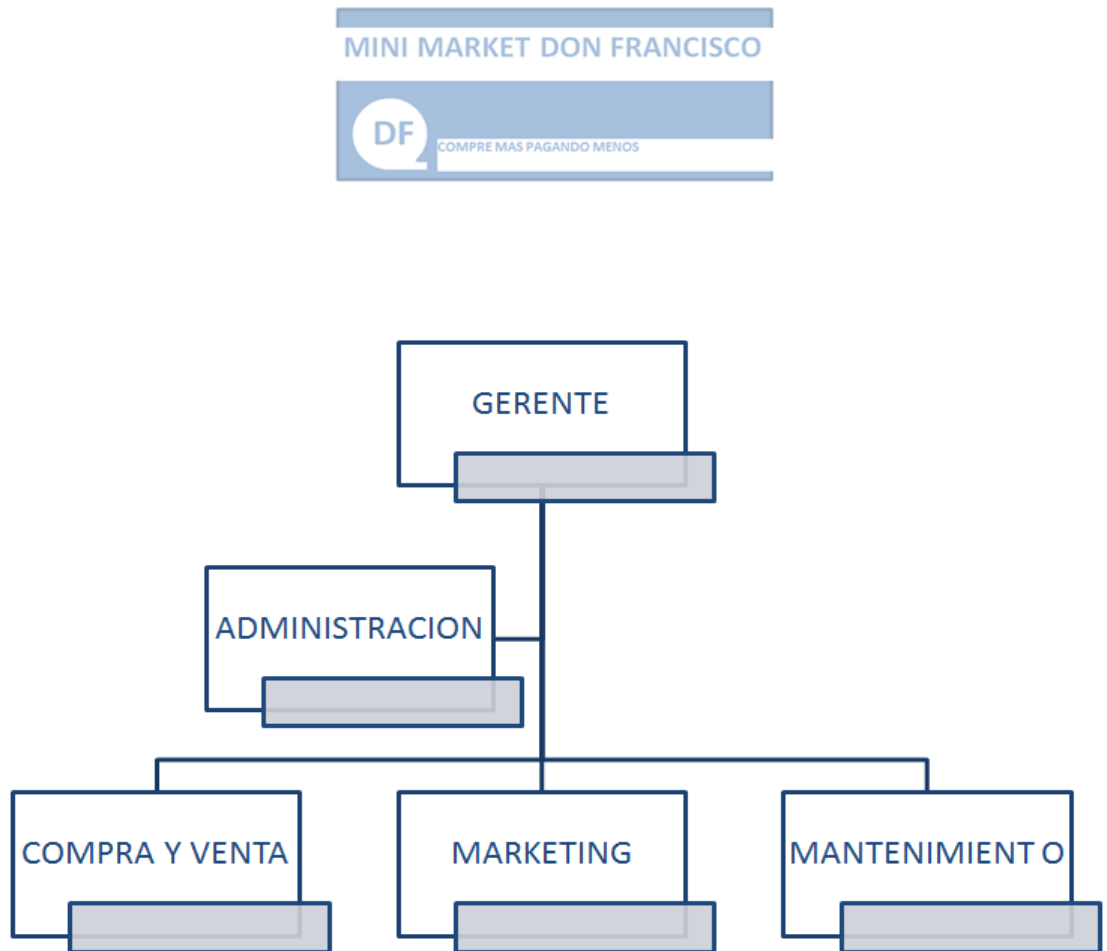 MINI MARKET DON FRANCISCO
DF
COMPRE MAS PAGANDO MENOS
GERENTE
ADMINISTRACION
COMPRA Y VENTA
MARKETING
MANTENIMIENT O